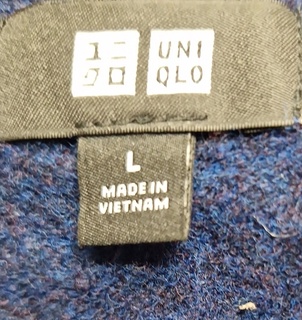 ユニ UNI
クロ QLO
L
MADE IN
VIETNAM